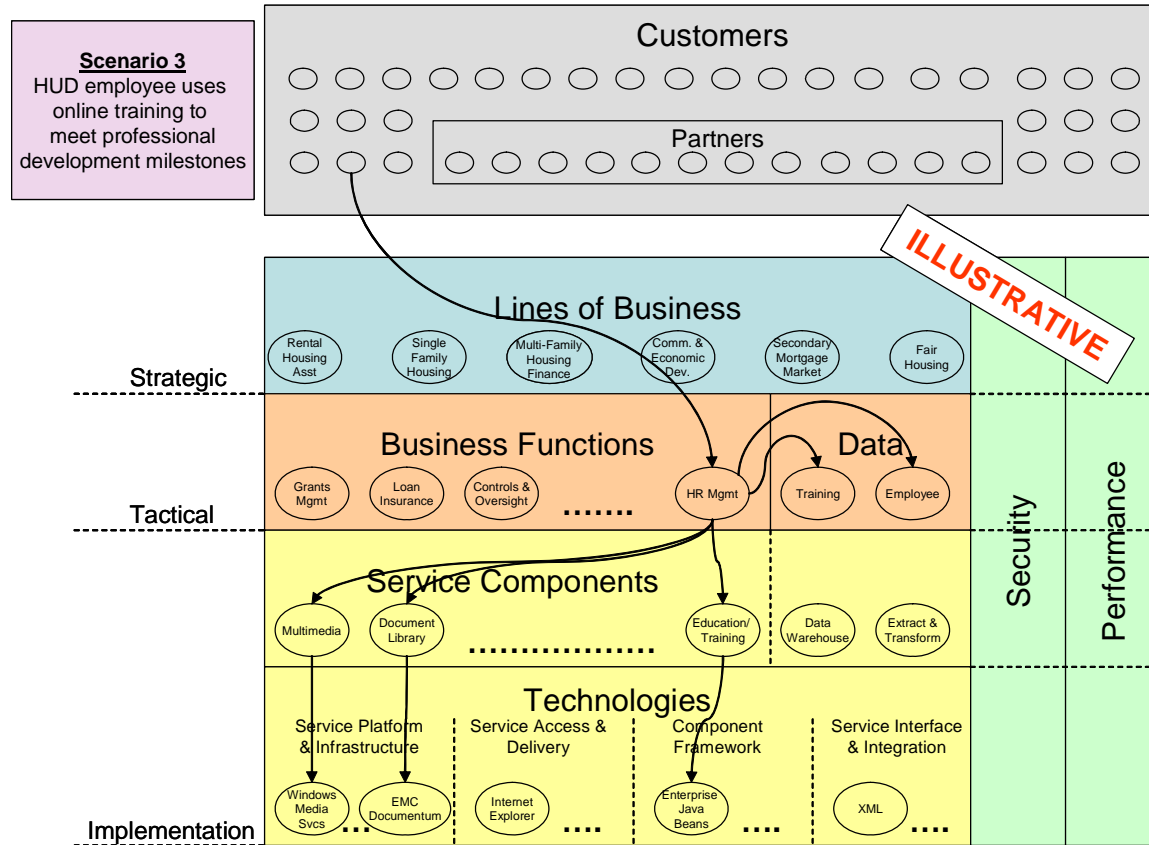 Scenario 3
HUD employee uses
online training to
meet professional
development milestones
Customers
Partners
ILLUSTRATIVE
Lines of Business
Rental
Housing
Asst
Single
Family
Housing
Multi-Family
Housing
Finance
Comm. &
Economic
Dev.
Secondary
Mortgage
Market
Fair
Housing
Strategic
Business Functions
Data
Grants
Mgmt
Loan
Insurance
Controls &
Oversight
.......
HR Mgmt
Training
Employee
Tactical
Security
Performance
Service Components
Multimedia
Document
Library
..................
Education/
Training
Data
Warehouse
Extract &
Transform
Technologies
Service Platform
& Infrastructure
Service Access &
Delivery
Component
Framework
Service Interface
& Integration
Windows
Media
Svcs
...
EMC
Documentum
Internet
Explorer
....
Enterprise
Java
Beans
....
XML
....
Implementation